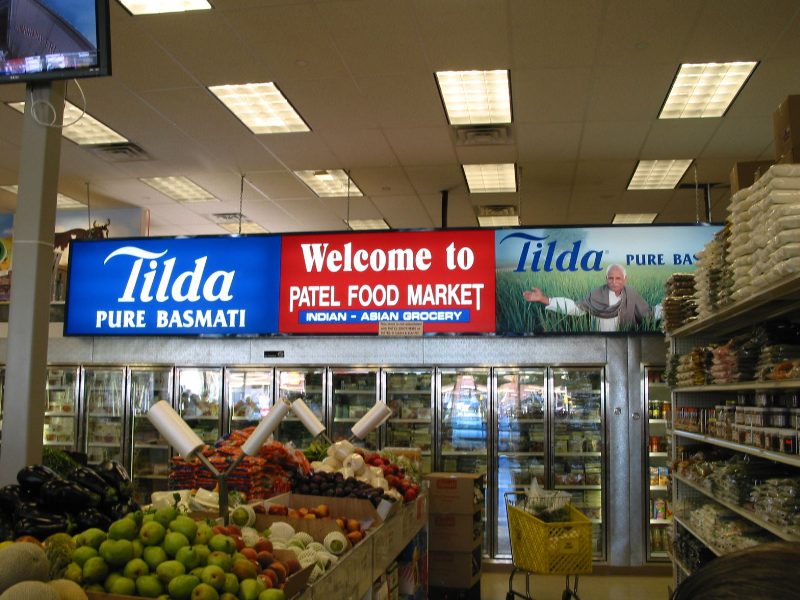 Tilda
PURE BASMATI
Welcome to
PATEL FOOD MARKET
INDIAN - ASIAN GROCERY
Tilda
PURE BAS